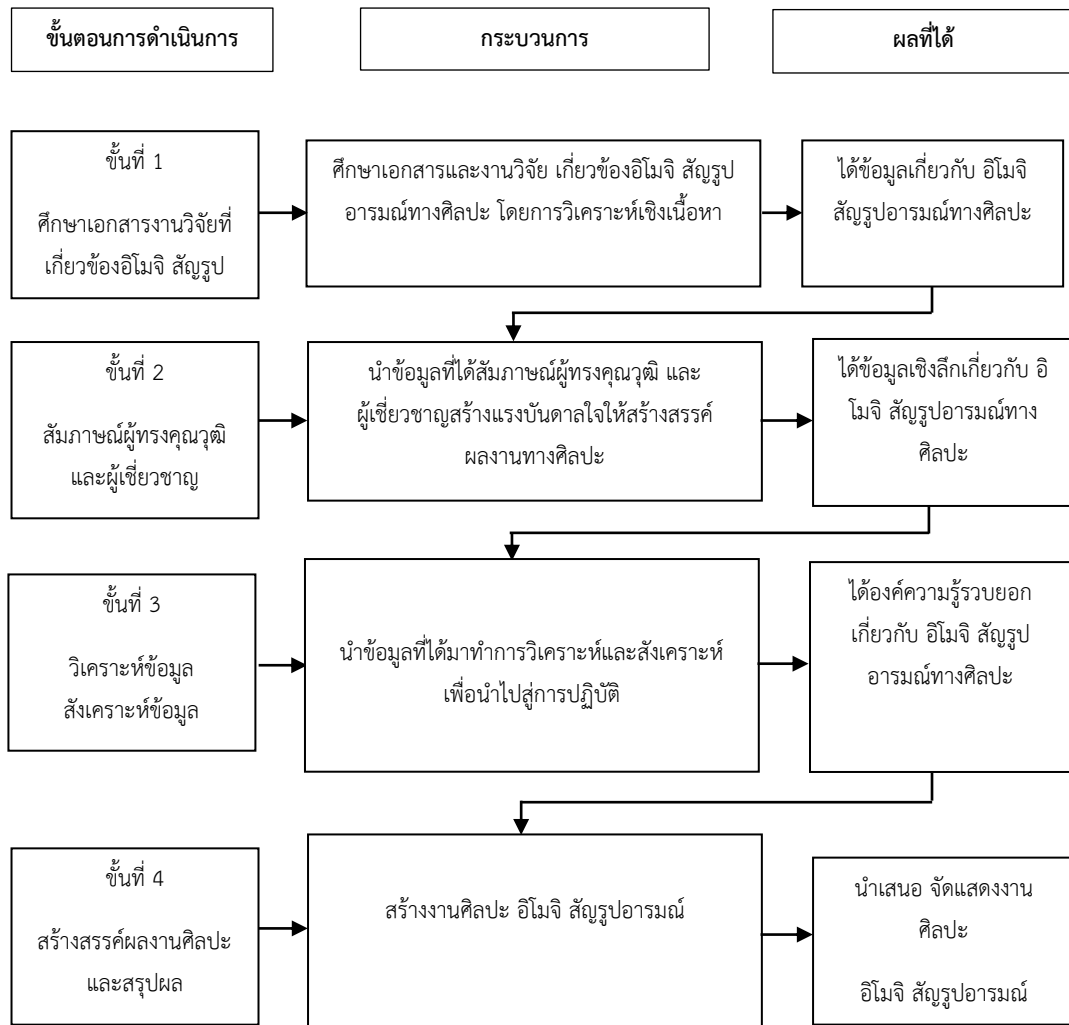 ขั้นตอนการดำเนินการ
กระบวนการ
ผลที่ได้
ขั้นที่ 1
ศึกษาเอกสารงานวิจัยที่
เกี่ยวข้องอิโมจิ สัญรูป
ศึกษาเอกสารและงานวิจัย เกี่ยวข้องอิโมจิ สัญรูป
อารมณ์ทางศิลปะ โดยการวิเคราะห์เชิงเนื้อหา
ได้ข้อมูลเกี่ยวกับ อิโมจิ
สัญรูปอารมณ์ทางศิลปะ
ขั้นที่ 2
สัมภาษณ์ผู้ทรงคุณวุฒิ
และผู้เชี่ยวชาญ
นำข้อมูลที่ได้สัมภาษณ์ผู้ทรงคุณวุฒิ และ
ผู้เชี่ยวชาญสร้างแรงบันดาลใจให้สร้างสรรค์
ผลงานทางศิลปะ
ได้ข้อมูลเชิงลึกเกี่ยวกับ อิ
โมจิ สัญรูปอารมณ์ทาง
ศิลปะ
ขั้นที่ 3
วิเคราะห์ข้อมูล
สังเคราะห์ข้อมูล
นำข้อมูลที่ได้มาทำการวิเคราะห์และสังเคราะห์
เพื่อนำไปสู่การปฏิบัติ
ได้องค์ความรู้รวบยอก
เกี่ยวกับ อิโมจิ สัญรูป
อารมณ์ทางศิลปะ
ขั้นที่ 4
สร้างสรรค์ผลงานศิลปะ
และสรุปผล
สร้างงานศิลปะ อิโมจิ สัญรูปอารมณ์
นำเสนอ จัดแสดงงาน
ศิลปะ
อิโมจิ สัญรูปอารมณ์